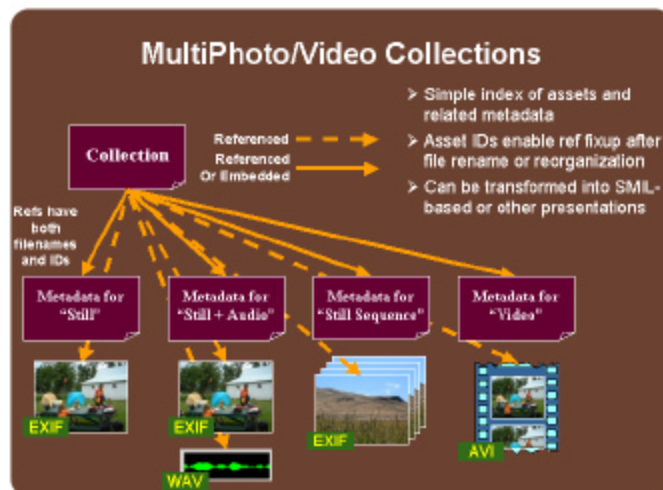 MultiPhoto/Video Collections
➢ Simple index of assets and
related metadata
➢ Asset IDs enable ref fixup after
file rename or reorganization
➢ Can be transformed into SMIL-
based or other presentations
Collection
Referenced
Referenced
Or Embedded
Refs have
both
filenames
and IDs
Metadata for
“Still”
Metadata for
“Still + Audio”
Metadata for
“Still Sequence”
Metadata for
“Video”
EXIF
EXIF
EXIF
AVI
WAV